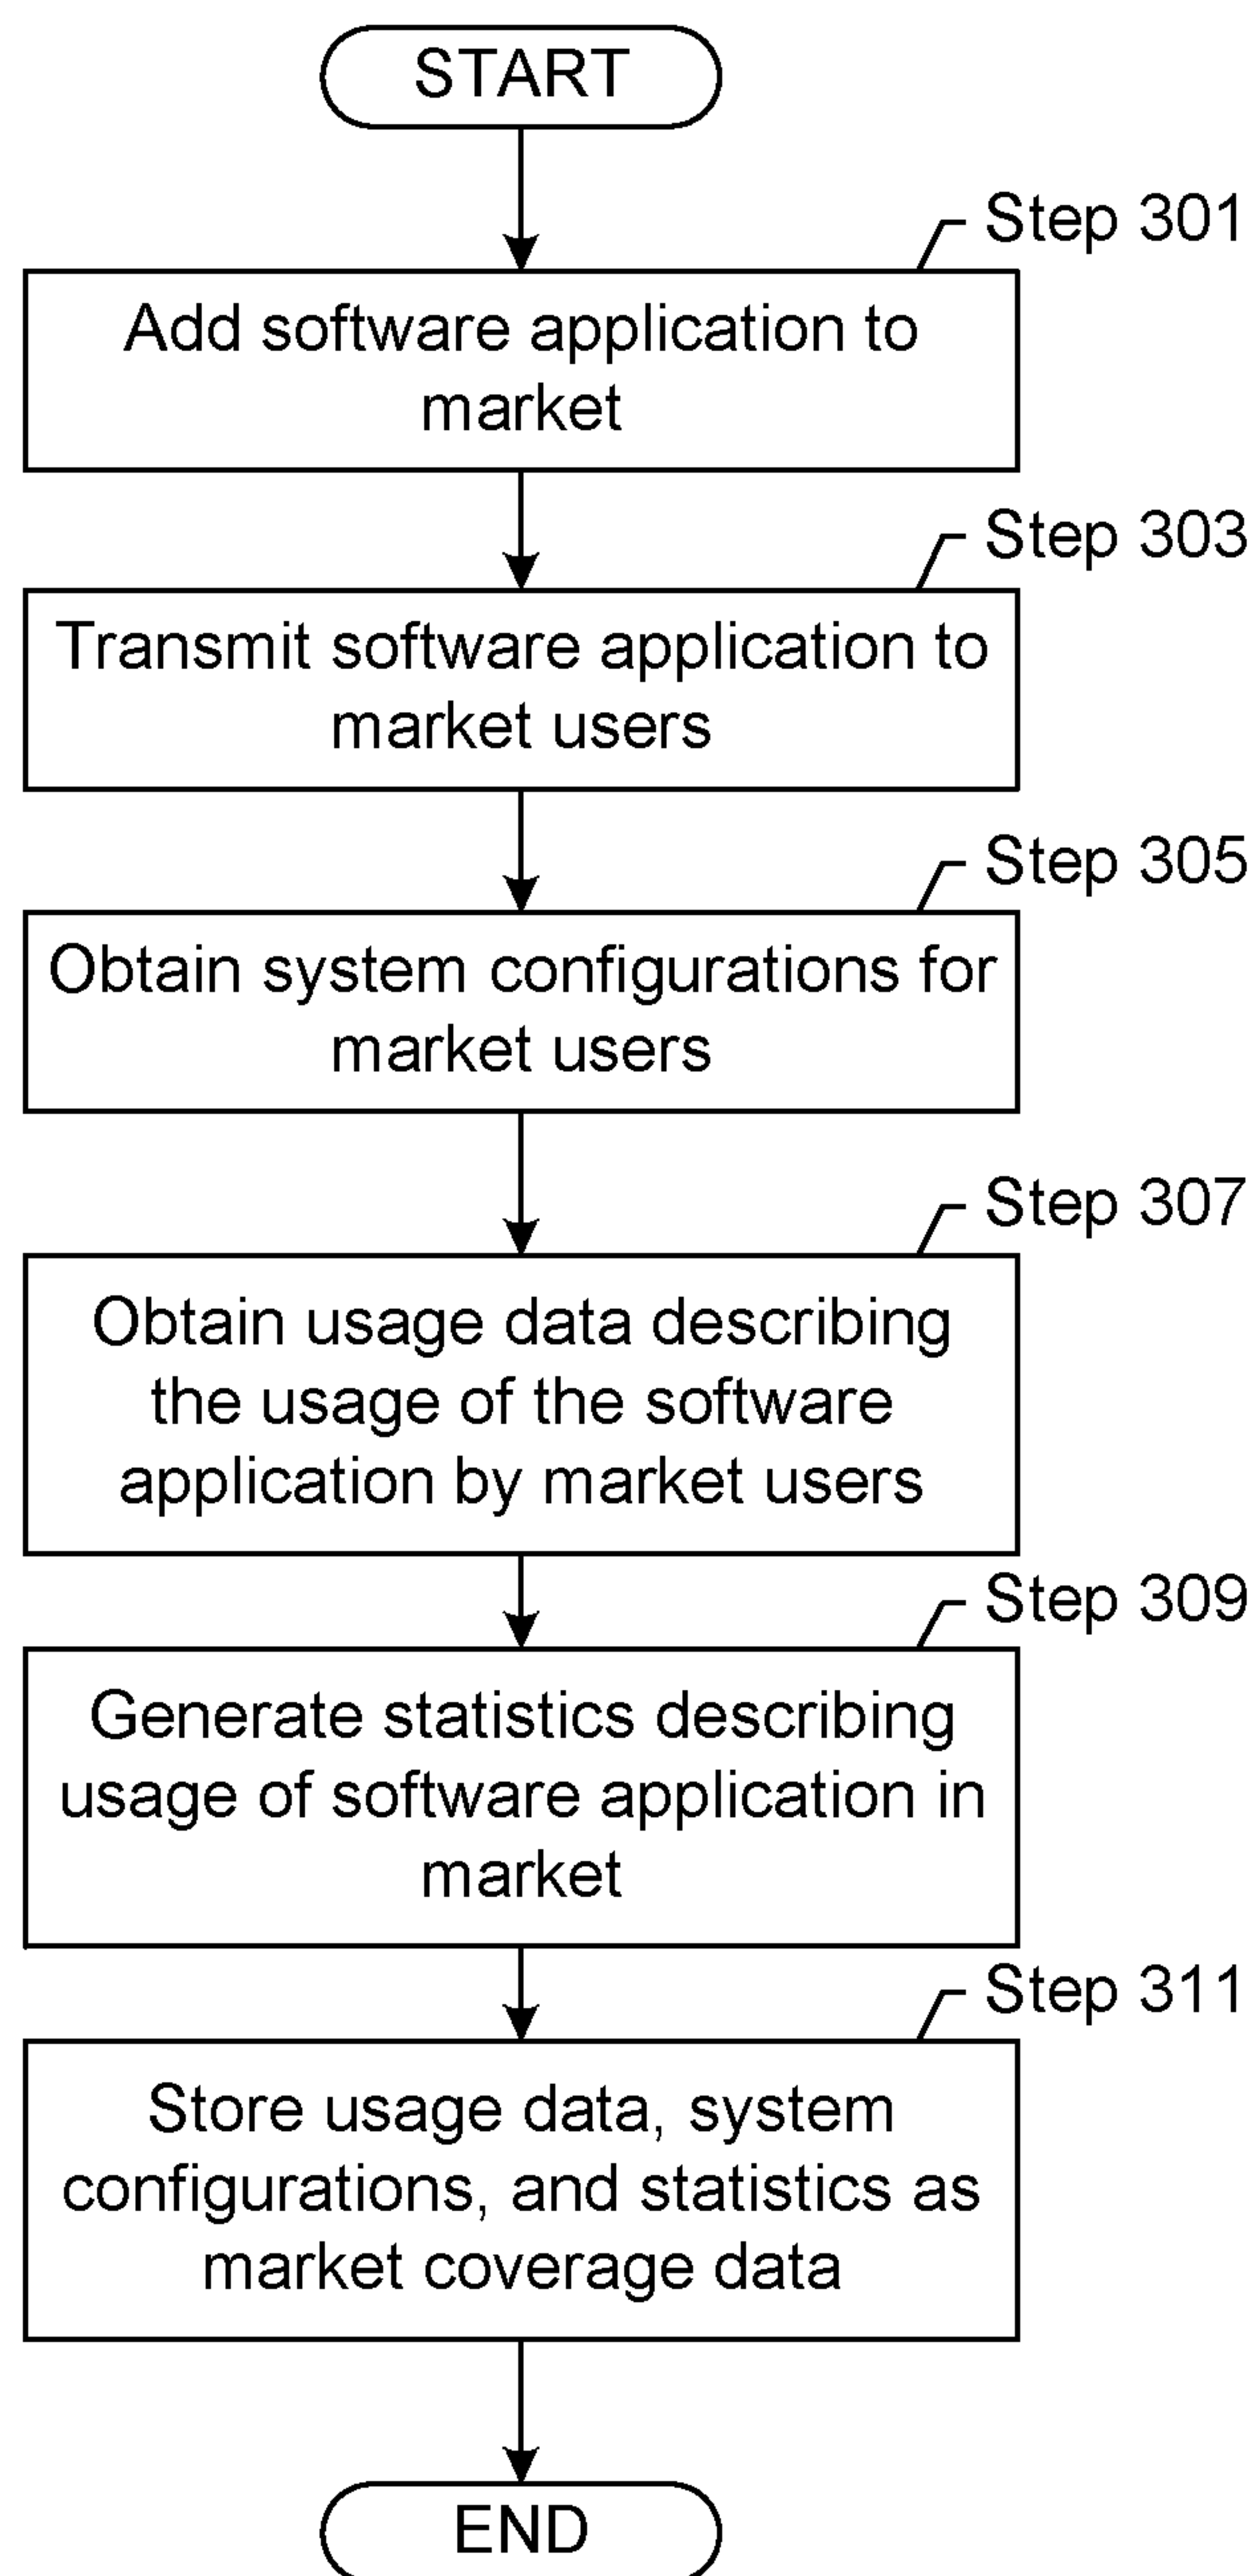 START
Step 301
Add software application to
market
Step 303
Transmit software application to
market users
Step 305
Obtain system configurations for
market users
Step 307
Obtain usage data describing
the usage of the software
application by market users
Step 309
Generate statistics describing
usage of software application in
market
Step 311
Store usage data, system
configurations, and statistics as
market coverage data
END